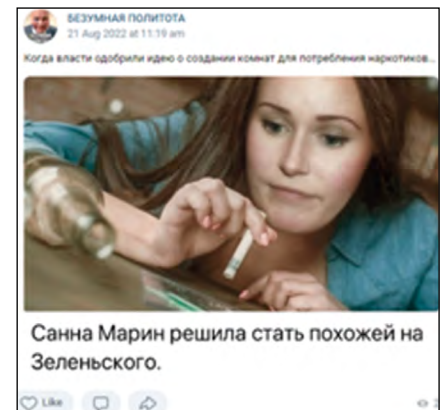 БЕЗУМНАЯ ПОЛИТОТА
21 Aug 2022 at 11:19 am
Когда власти одобрили идею о создании комнат для потребления наркотиков...
Санна Марин решила стать похожей на
Зеленьского.
Like